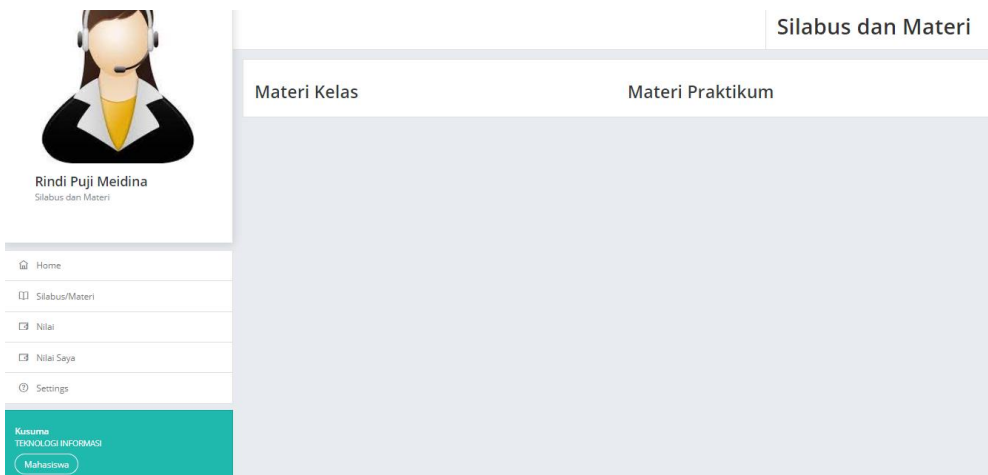 Silabus dan Materi
Materi Kelas
Materi Praktikum
Rindi Puji Meidina
Silabus dan Materi
Home
Silabus/Materi
Nilai
Nilai Saya
Settings
Kusuma
TEKNOLOGI INFORMASI
Mahasiswa